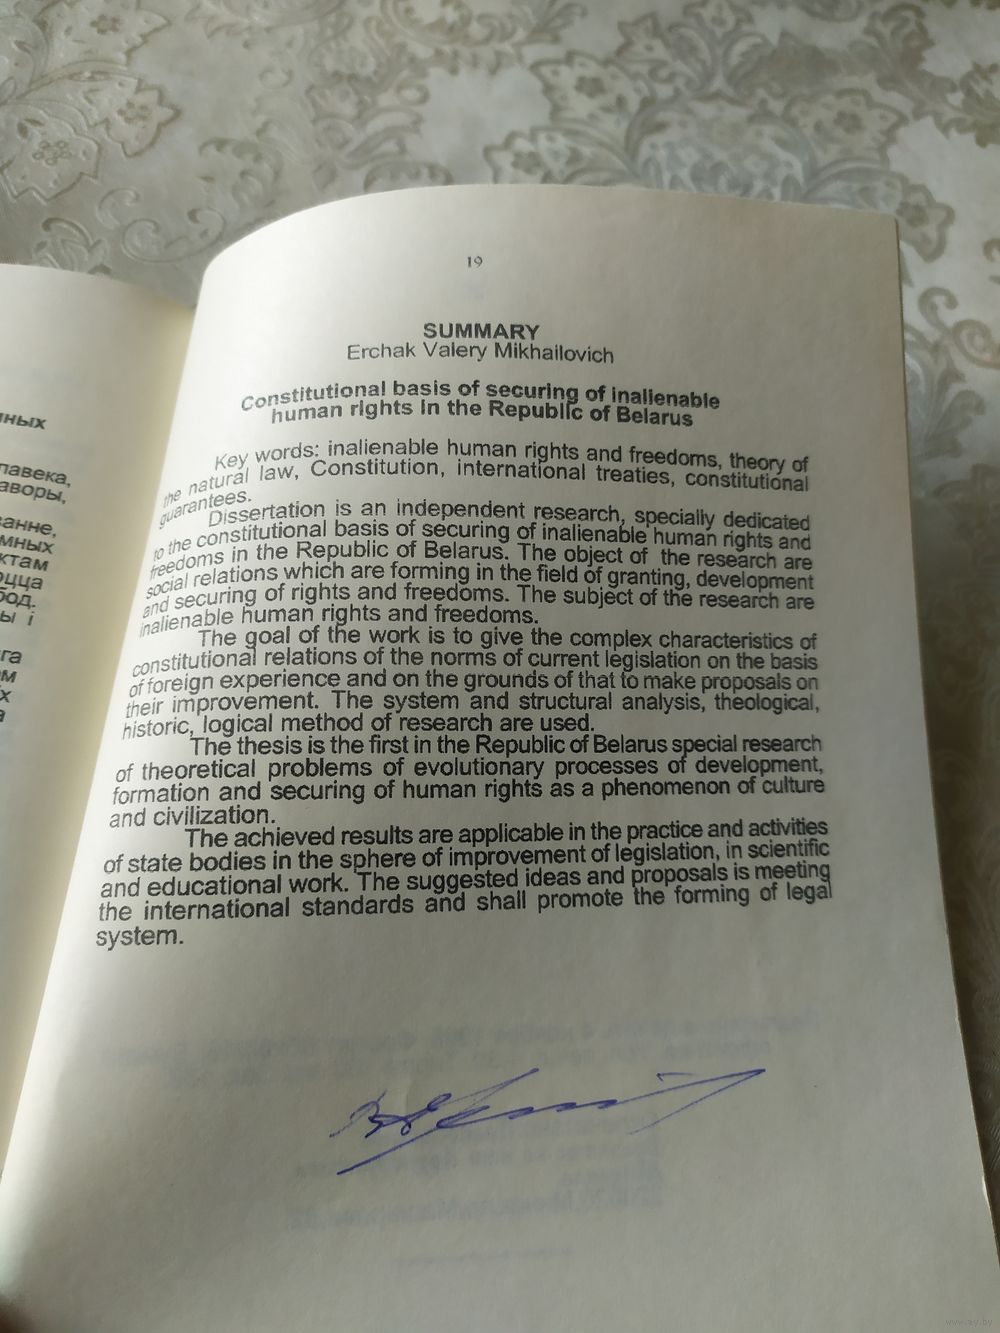 19
SUMMARY
Erchak Valery Mikhailovich
Constitutional basis of securing of inalienable
human rights in the Republic of Belarus
Key words: inalienable human rights and freedoms, theory of
the natural law, Constitution, international treaties, constitutional
guarantees.
Dissertation is an independent research, specially dedicated
to the constitutional basis of securing of inalienable human rights and
freedoms in the Republic of Belarus. The object of the research are
social relations which are forming in the field of granting, development
and securing of rights and freedoms. The subject of the research are
inalienable human rights and freedoms.
The goal of the work is to give the complex characteristics of
constitutional relations of the norms of current legislation on the basis
of foreign experience and on the grounds of that to make proposals on
their improvement. The system and structural analysis, theological,
historic, logical method of research are used.
The thesis is the first in the Republic of Belarus special research
of theoretical problems of evolutionary processes of development,
formation and securing of human rights as a phenomenon of culture
and civilization.
The achieved results are applicable in the practice and activities
of state bodies in the sphere of improvement of legislation, in scientific
and educational work. The suggested ideas and proposals is meeting
the international standards and shall promote the forming of legal
system.
www.ay.by